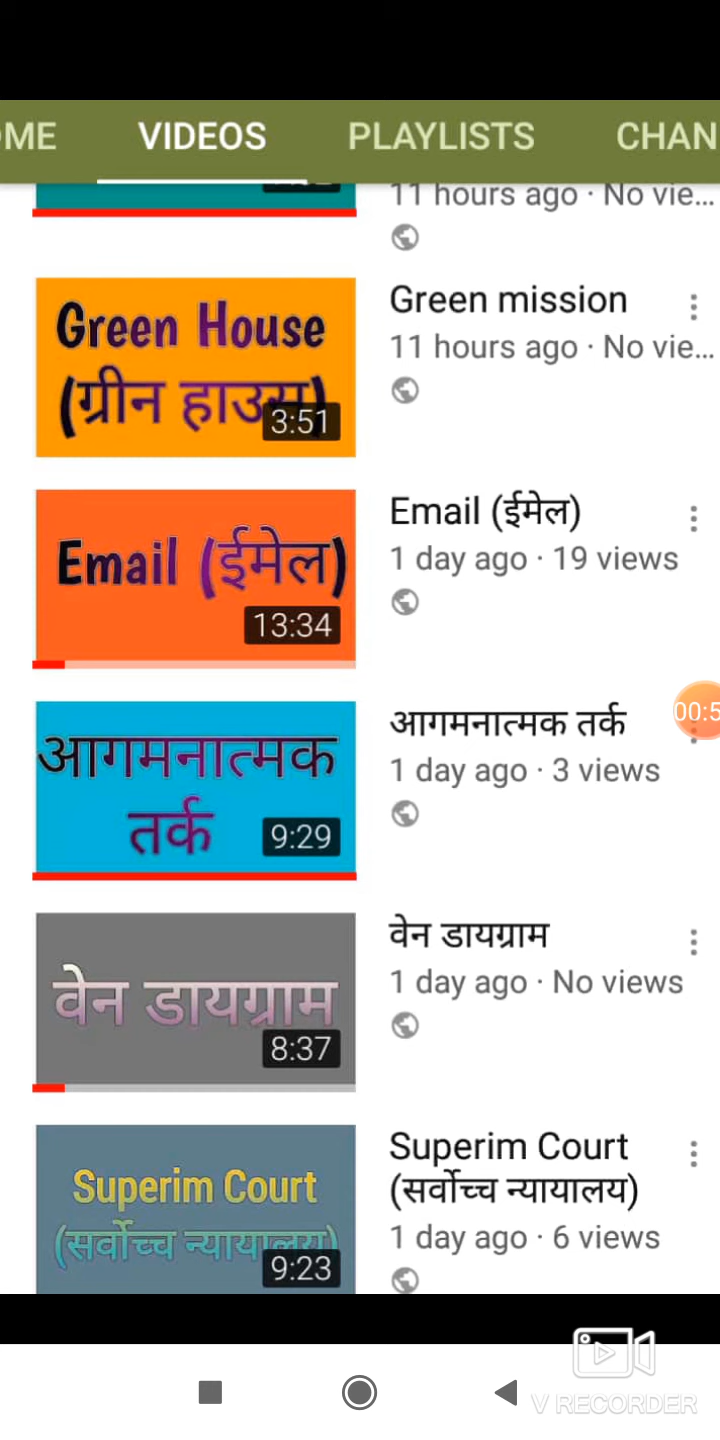 OME VIDEOS PLAYLISTS CHAN
11 hours ago · No vie...
Green House
(ग्रीन हाउस)
3:51
Green mission
11 hours ago · No vie...
Email (ईमेल)
13:34
Email (ईमेल)
1 day ago · 19 views
आगमनात्मक
तर्क
9:29
आगमनात्मक तर्क
1 day ago · 3 views
00:5
वेन डायग्राम
8:37
वेन डायग्राम
1 day ago · No views
Superim Court
(सर्वोच्च न्यायालय)
9:23
Superim Court
(सर्वोच्च न्यायालय)
1 day ago · 6 views
V RECORDER